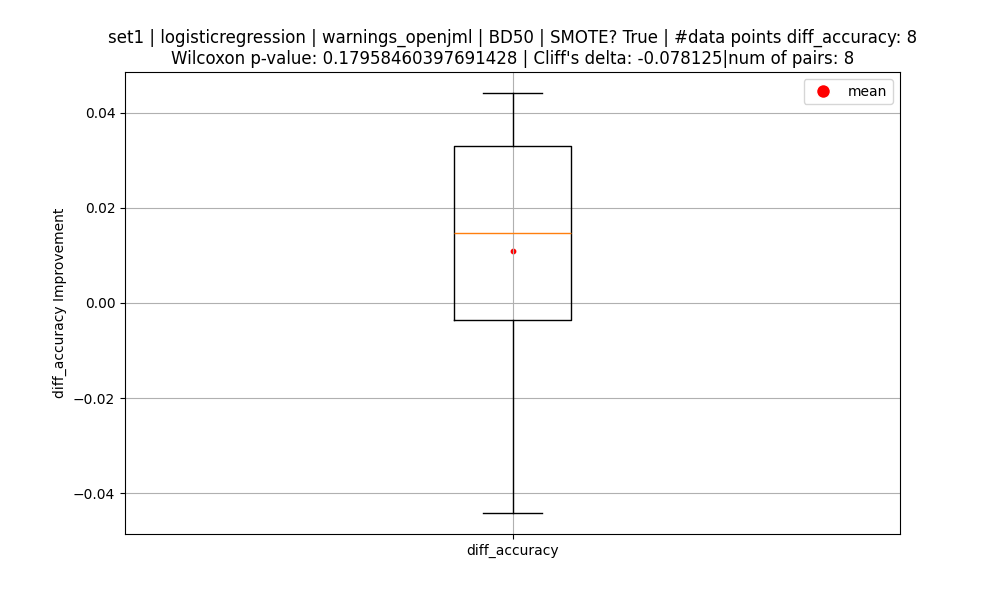 set1 | logisticregression | warnings_openjml | BD50 | SMOTE? True | #data points diff_accuracy: 8
Wilcoxon p-value: 0.17958460397691428 | Cliff's delta: -0.078125|num of pairs: 8
mean
0.04
0.02
0.00
−0.02
−0.04
diff_accuracy Improvement
diff_accuracy